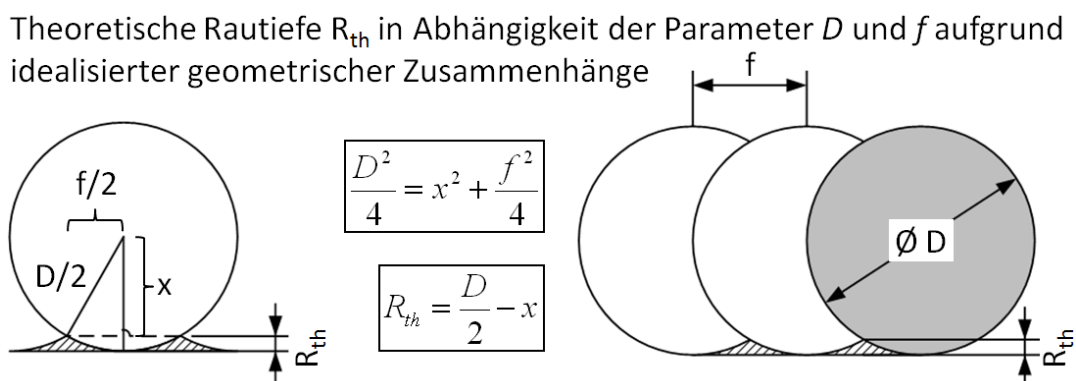 Theoretische Rautiefe R_th in Abhängigkeit der Parameter D und f aufgrund
idealisierter geometrischer Zusammenhänge
f/2
D/2
x
R_th
D²/4 = x² + f²/4
R_th = D/2 − x
f
Ø D
R_th